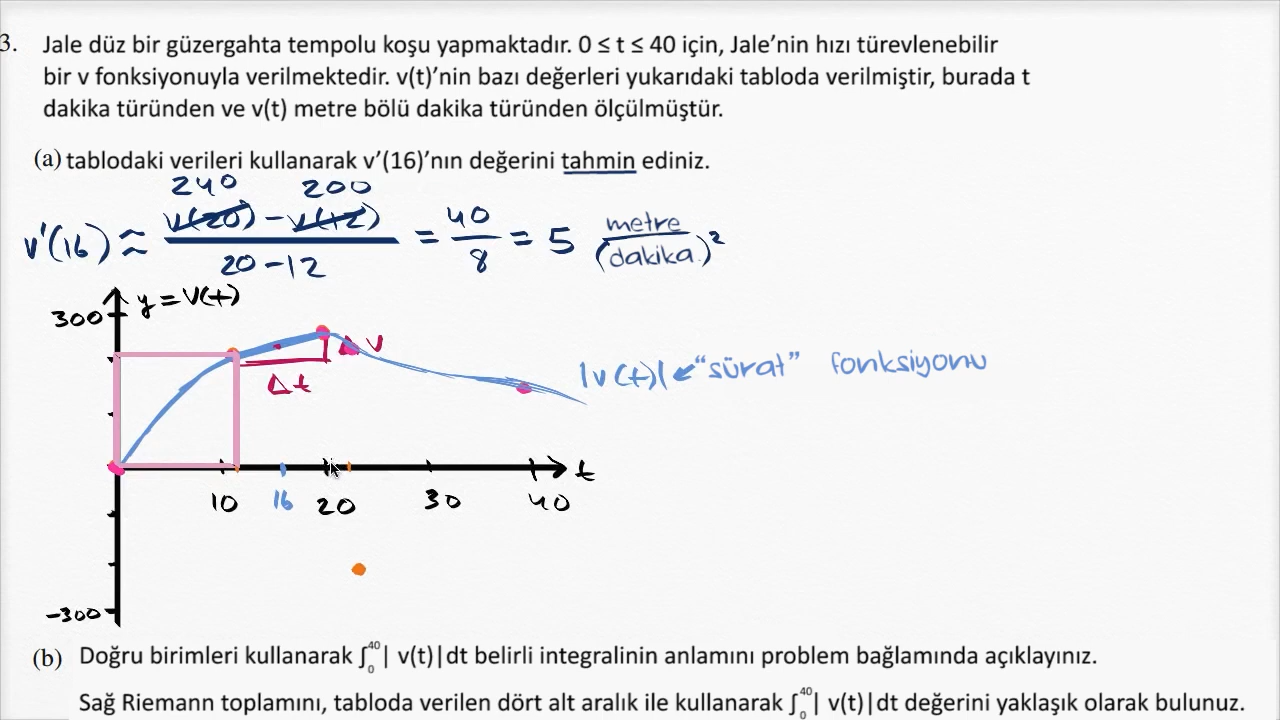 3. Jale düz bir güzergahta tempolu koşu yapmaktadır. 0 ≤ t ≤ 40 için, Jale'nin hızı türevlenebilir
bir v fonksiyonuyla verilmektedir. v(t)'nin bazı değerleri yukarıdaki tabloda verilmiştir, burada t
dakika türünden ve v(t) metre bölü dakika türünden ölçülmüştür.
(a) tablodaki verileri kullanarak v'(16)'nın değerini tahmin ediniz.
240 200
v'(16) ≈ v(20) - v(12) / 20-12 = 40/8 = 5 metre/(dakika)²
y = v(t)
300
Δv
Δt
|v(t)| ← "sürat" fonksiyonu
t
10 16 20 30 40
-300
(b) Doğru birimleri kullanarak ∫₀⁴⁰| v(t)|dt belirli integralinin anlamını problem bağlamında açıklayınız.
Sağ Riemann toplamını, tabloda verilen dört alt aralık ile kullanarak ∫₀⁴⁰| v(t)|dt değerini yaklaşık olarak bulunuz.